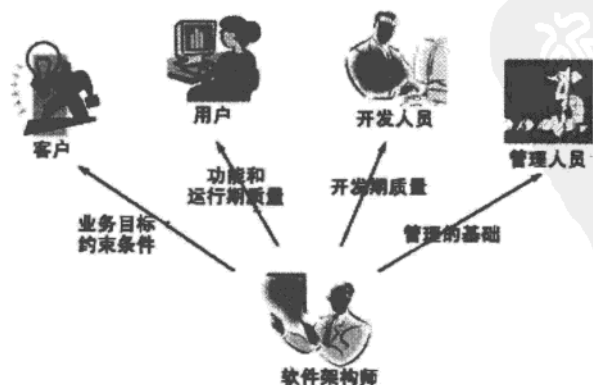 客户
用户
开发人员
管理人员
业务目标
约束条件
功能和
运行期质量
开发期质量
管理的基础
软件架构师